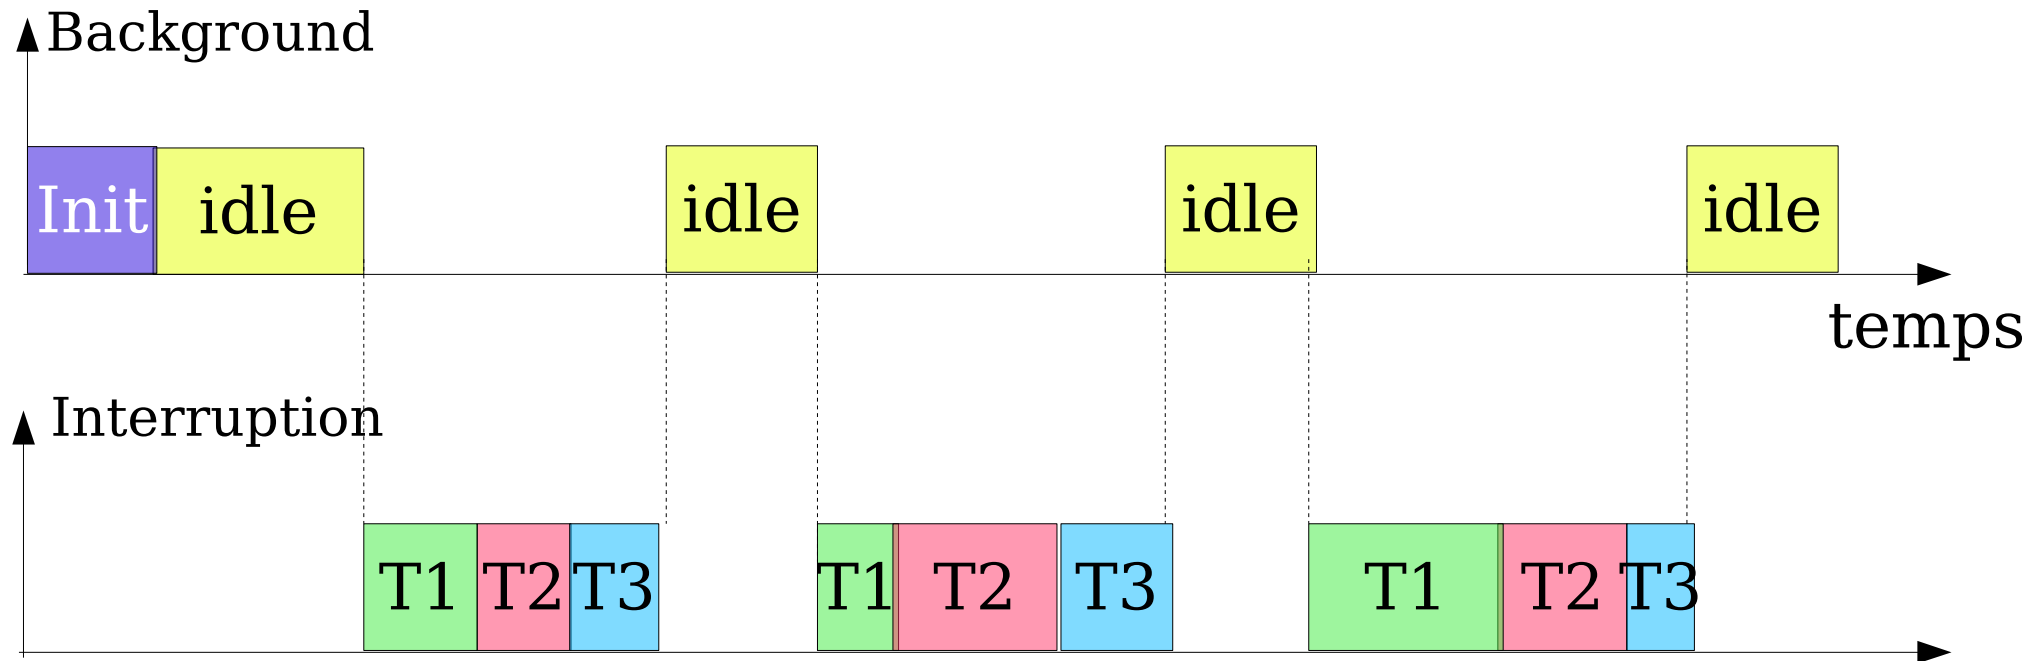 Background
Init idle idle idle idle
temps
Interruption
T1 T2 T3 T1 T2 T3 T1 T2 T3